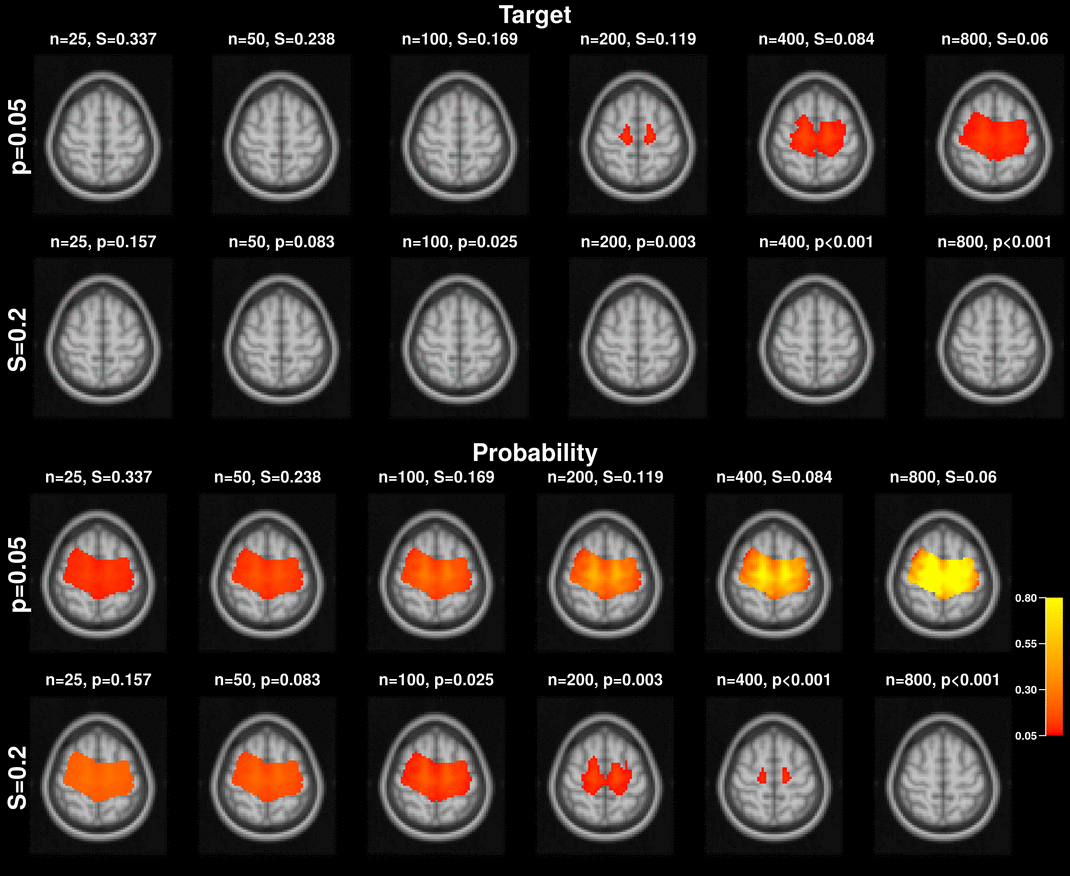 Target
n=25, S=0.337 n=50, S=0.238 n=100, S=0.169 n=200, S=0.119 n=400, S=0.084 n=800, S=0.06
p=0.05
n=25, p=0.157 n=50, p=0.083 n=100, p=0.025 n=200, p=0.003 n=400, p<0.001 n=800, p<0.001
S=0.2
Probability
n=25, S=0.337 n=50, S=0.238 n=100, S=0.169 n=200, S=0.119 n=400, S=0.084 n=800, S=0.06
p=0.05
0.80
0.55
0.30
0.05
n=25, p=0.157 n=50, p=0.083 n=100, p=0.025 n=200, p=0.003 n=400, p<0.001 n=800, p<0.001
S=0.2